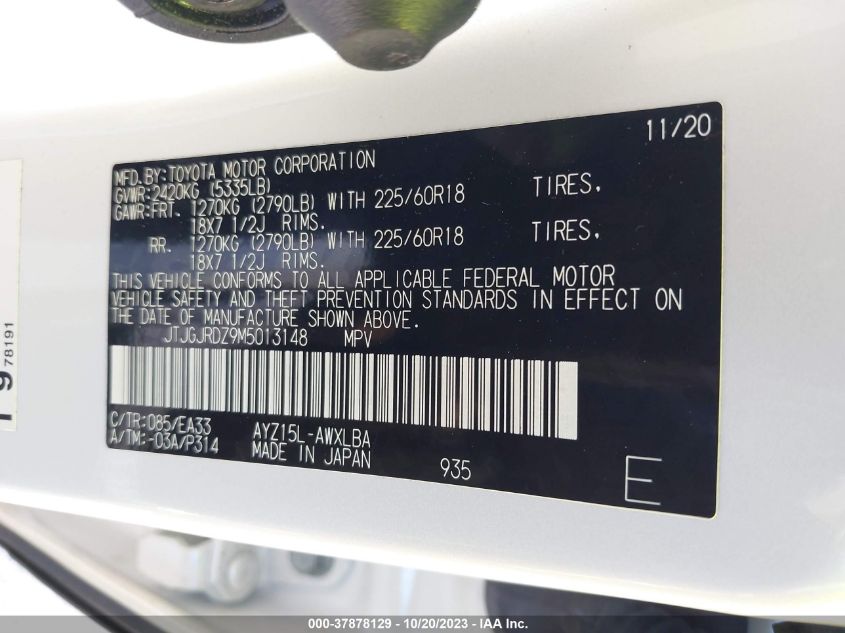 11/20
MFD.BY:TOYOTA MOTOR CORPORATION
GVWR:2420KG (5335LB)
GAWR:FRT. 1270KG (2790LB) WITH 225/60R18 TIRES,
18X7 1/2J RIMS.
RR. 1270KG (2790LB) WITH 225/60R18 TIRES,
18X7 1/2J RIMS.
THIS VEHICLE CONFORMS TO ALL APPLICABLE FEDERAL MOTOR
VEHICLE SAFETY AND THEFT PREVENTION STANDARDS IN EFFECT ON
THE DATE OF MANUFACTURE SHOWN ABOVE.
JTJGJRDZ9M5013148 MPV
C/TR:085/EA33 AYZ15L-AWXLBA
A/TM:-03A/P314 MADE IN JAPAN 935
E
78191
000-37878129 - 10/20/2023 - IAA Inc.